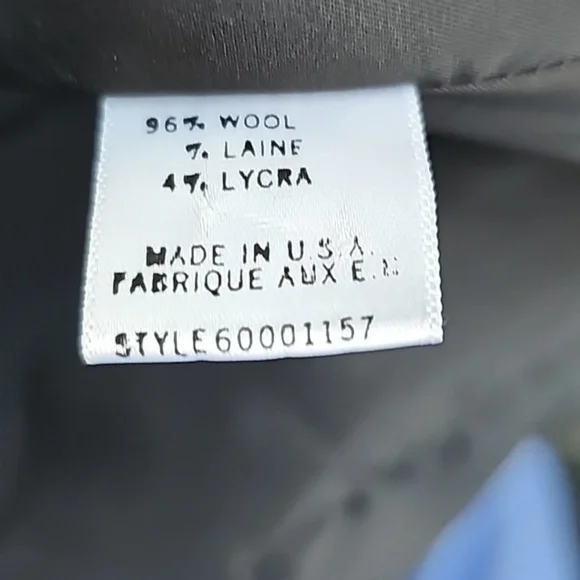 96% WOOL
% LAINE
4% LYCRA
MADE IN U.S.A.
FABRIQUE AUX E.U.
STYLE60001157